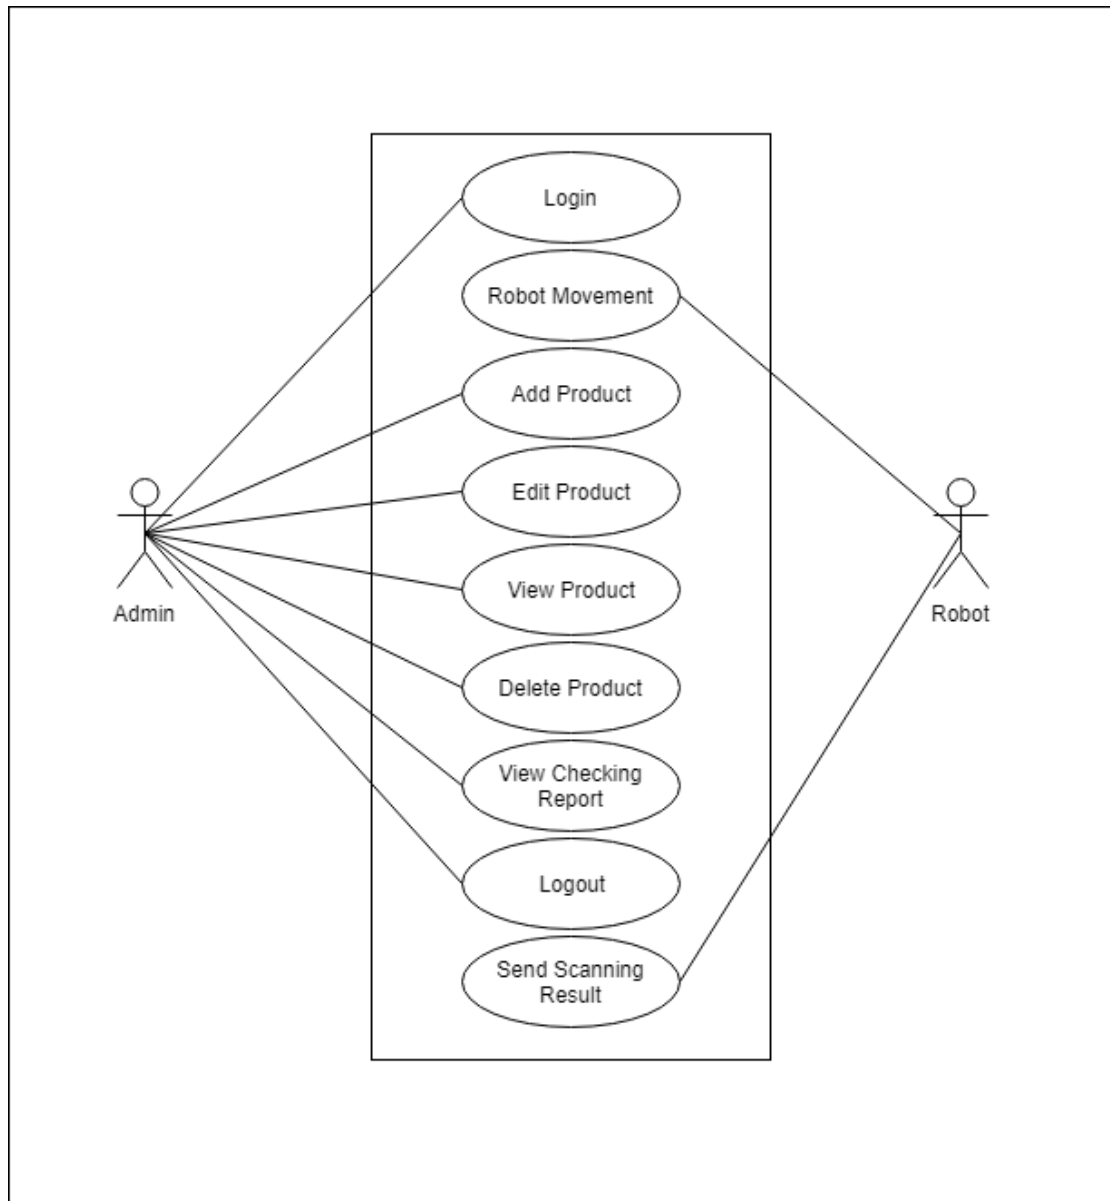 Login
Robot Movement
Add Product
Edit Product
View Product
Admin
Robot
Delete Product
View Checking
Report
Logout
Send Scanning
Result